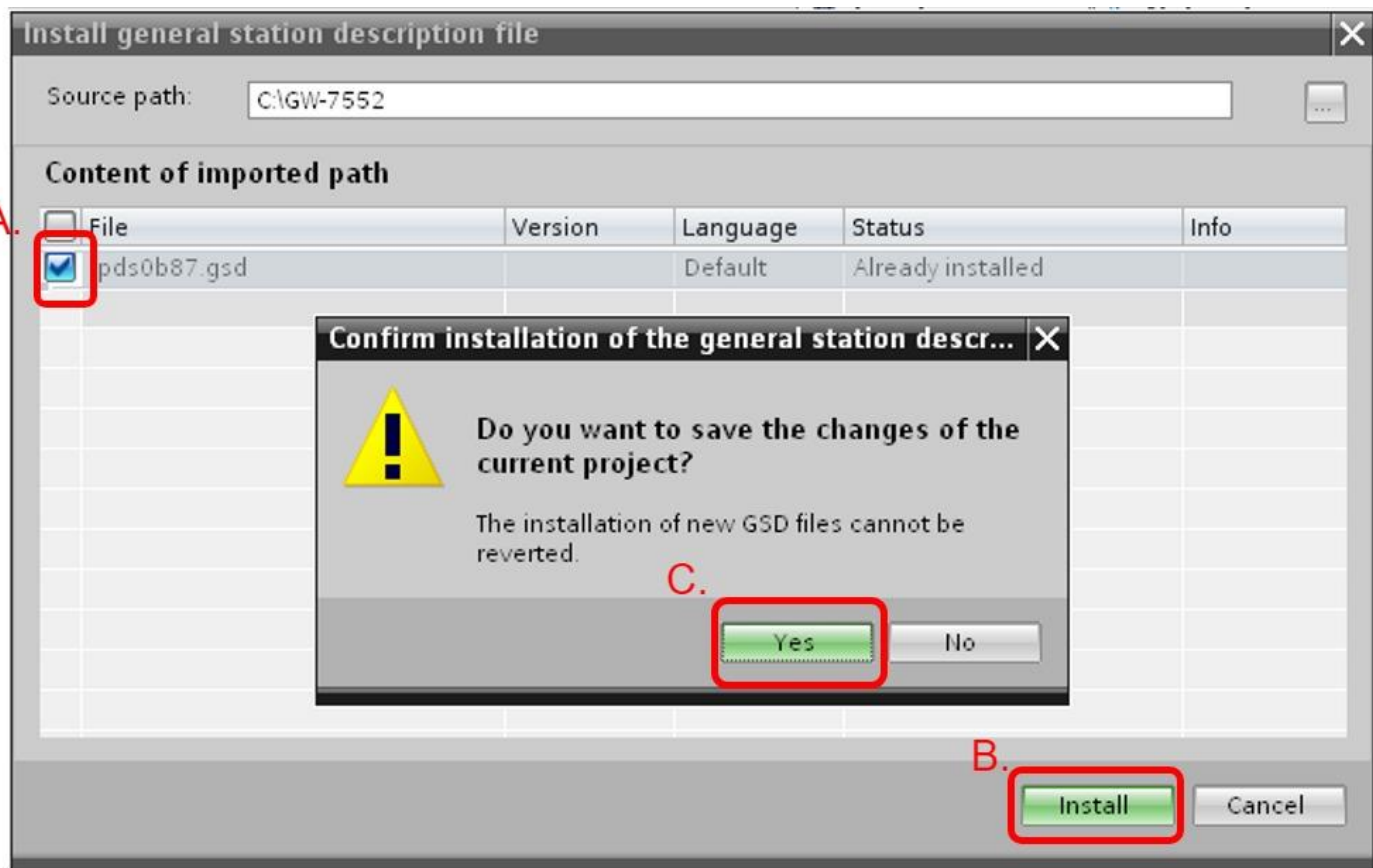 Install general station description file
Source path: C:\GW-7552 ...
Content of imported path
A.
File Version Language Status Info
pds0b87.gsd Default Already installed
Confirm installation of the general station descr...
Do you want to save the changes of the
current project?
The installation of new GSD files cannot be
reverted.
C.
Yes No
B.
Install Cancel